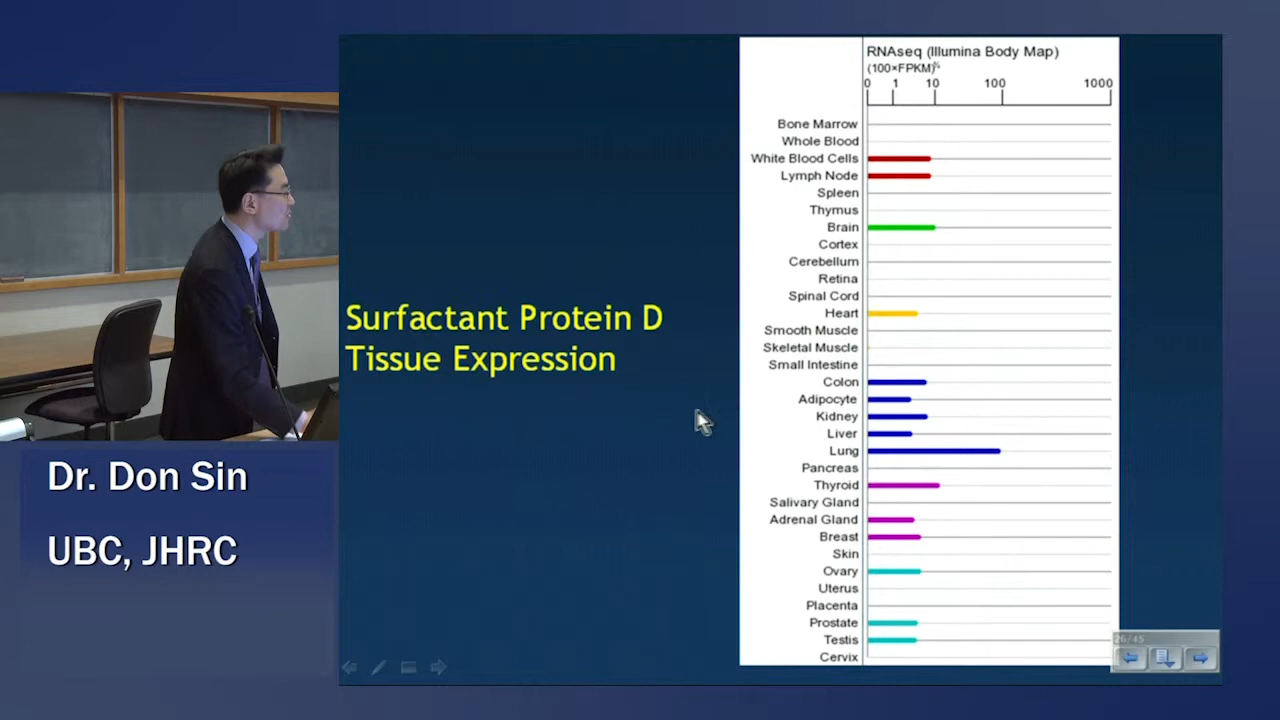 RNAseq (Illumina Body Map)
(100×FPKM)½
0 1 10 100 1000
Bone Marrow
Whole Blood
White Blood Cells
Lymph Node
Spleen
Thymus
Brain
Cortex
Cerebellum
Retina
Spinal Cord
Heart
Smooth Muscle
Skeletal Muscle
Small Intestine
Colon
Adipocyte
Kidney
Liver
Lung
Pancreas
Thyroid
Salivary Gland
Adrenal Gland
Breast
Skin
Ovary
Uterus
Placenta
Prostate
Testis
Cervix
Surfactant Protein D
Tissue Expression
Dr. Don Sin
UBC, JHRC
26/45